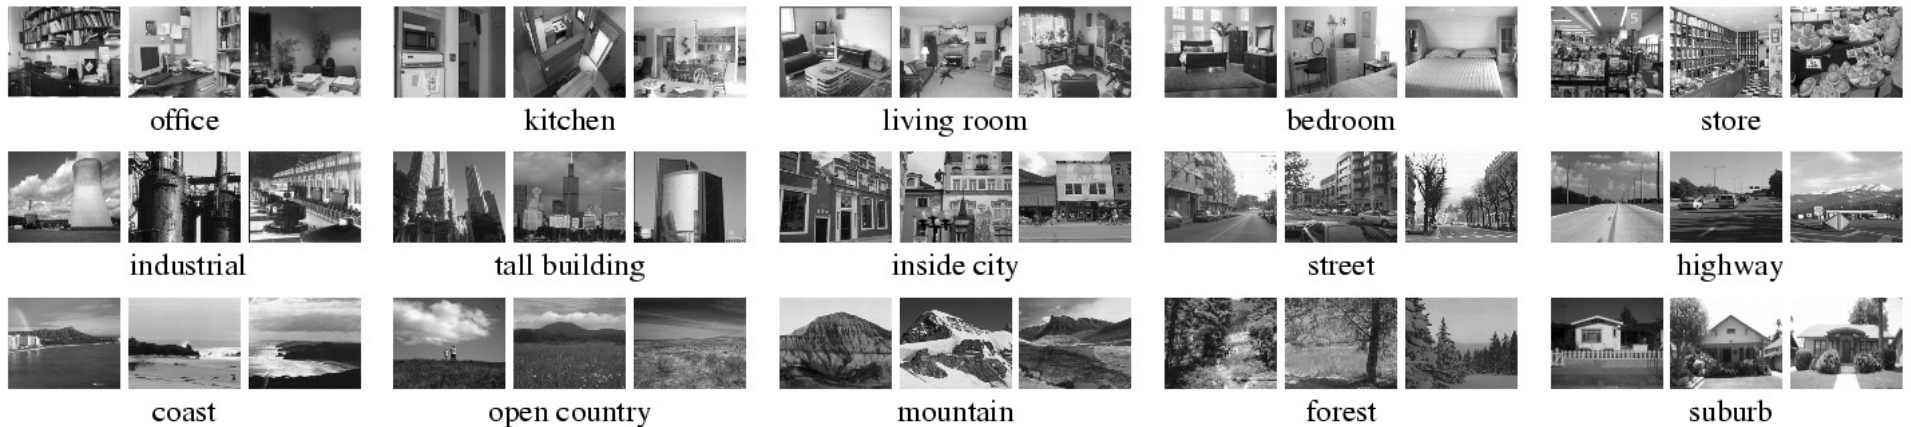 office kitchen living room bedroom store
industrial tall building inside city street highway
coast open country mountain forest suburb